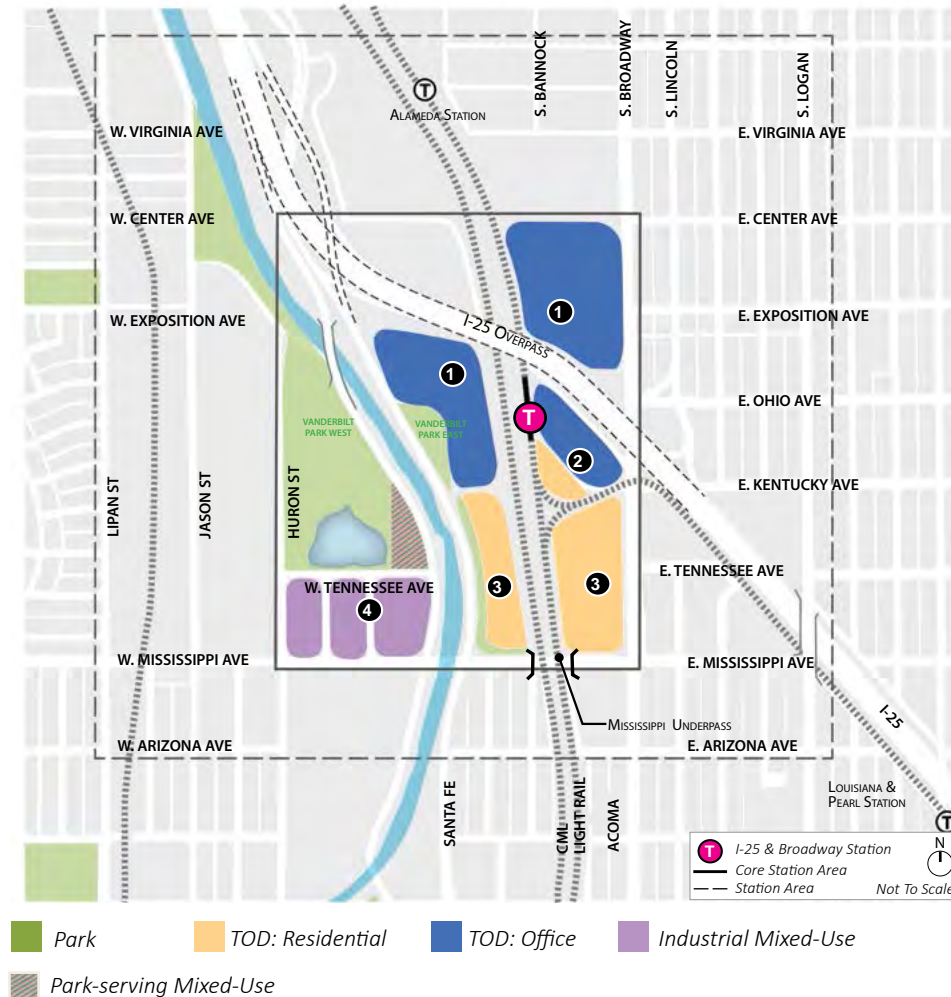 S. BANNOCK
S. BROADWAY
S. LINCOLN
S. LOGAN
T
ALAMEDA STATION
W. VIRGINIA AVE
E. VIRGINIA AVE
W. CENTER AVE
E. CENTER AVE
1
W. EXPOSITION AVE
E. EXPOSITION AVE
I-25 OVERPASS
1
E. OHIO AVE
T
VANDERBILT
PARK WEST
VANDERBILT
PARK EAST
2
E. KENTUCKY AVE
LIPAN ST
JASON ST
HURON ST
E. TENNESSEE AVE
W. TENNESSEE AVE
3
3
4
W. MISSISSIPPI AVE
E. MISSISSIPPI AVE
I-25
MISSISSIPPI UNDERPASS
W. ARIZONA AVE
E. ARIZONA AVE
SANTA FE
CML
LIGHT RAIL
ACOMA
LOUISIANA &
PEARL STATION
T
T I-25 & Broadway Station
N
Core Station Area
Station Area
Not To Scale
Park
TOD: Residential
TOD: Office
Industrial Mixed-Use
Park-serving Mixed-Use